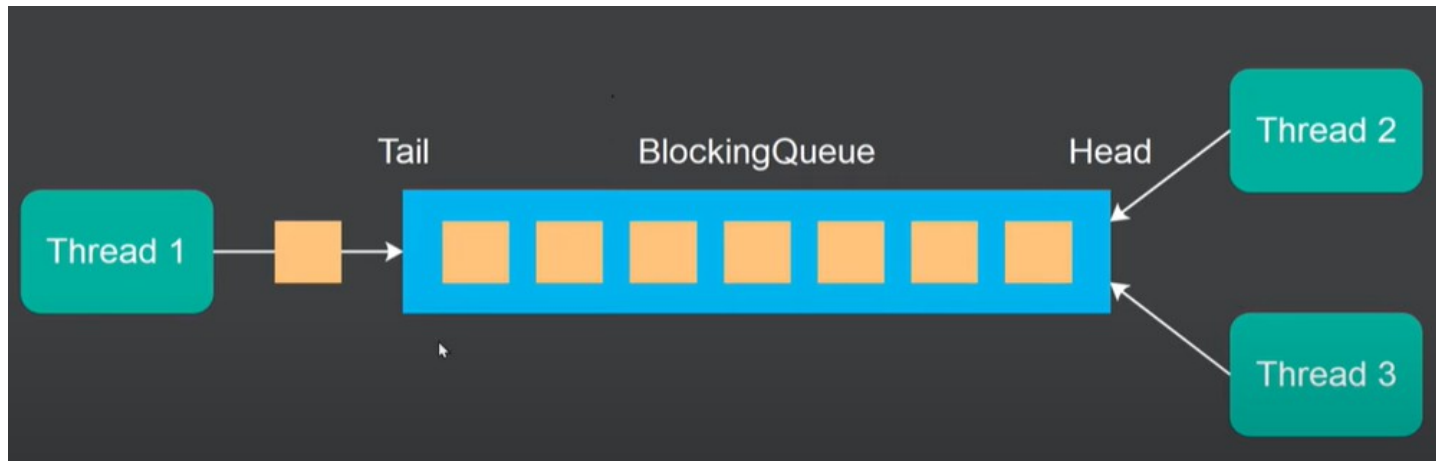 Tail
BlockingQueue
Head
Thread 2
Thread 1
Thread 3